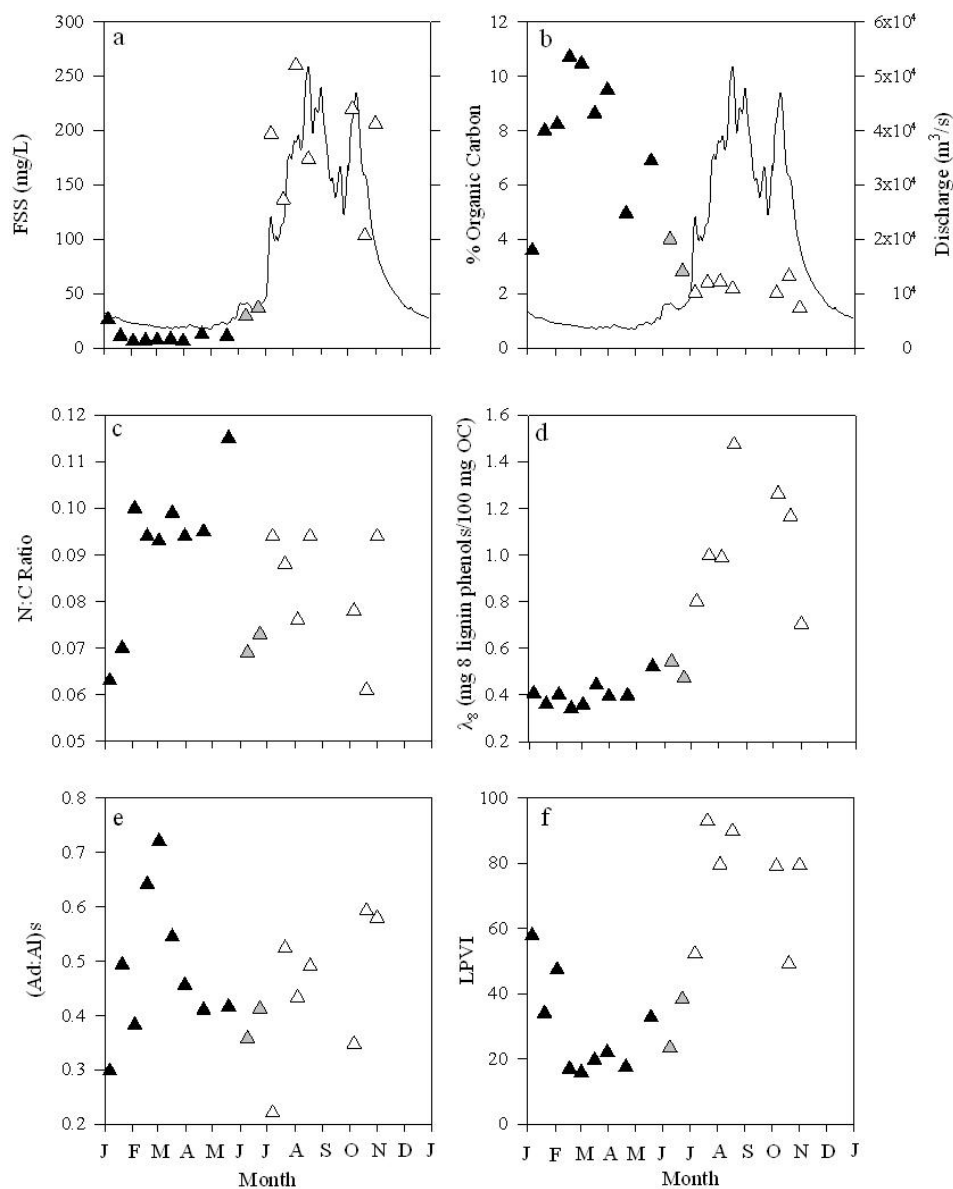 a
300
250
200
150
100
50
0
FSS (mg/L)
J F M A M J J A S O N D J
b
12
10
8
6
4
2
0
% Organic Carbon
6x10⁴
5x10⁴
4x10⁴
3x10⁴
2x10⁴
1x10⁴
0
Discharge (m³/s)
J F M A M J J A S O N D J
c
0.12
0.11
0.10
0.09
0.08
0.07
0.06
0.05
N:C Ratio
J F M A M J J A S O N D J
d
1.6
1.4
1.2
1.0
0.8
0.6
0.4
0.2
λ₈ (mg 8 lignin phenols/100 mg OC)
J F M A M J J A S O N D J
e
0.8
0.7
0.6
0.5
0.4
0.3
0.2
(Ad:Al)s
J F M A M J J A S O N D J
Month
f
100
80
60
40
20
0
LPVI
J F M A M J J A S O N D J
Month